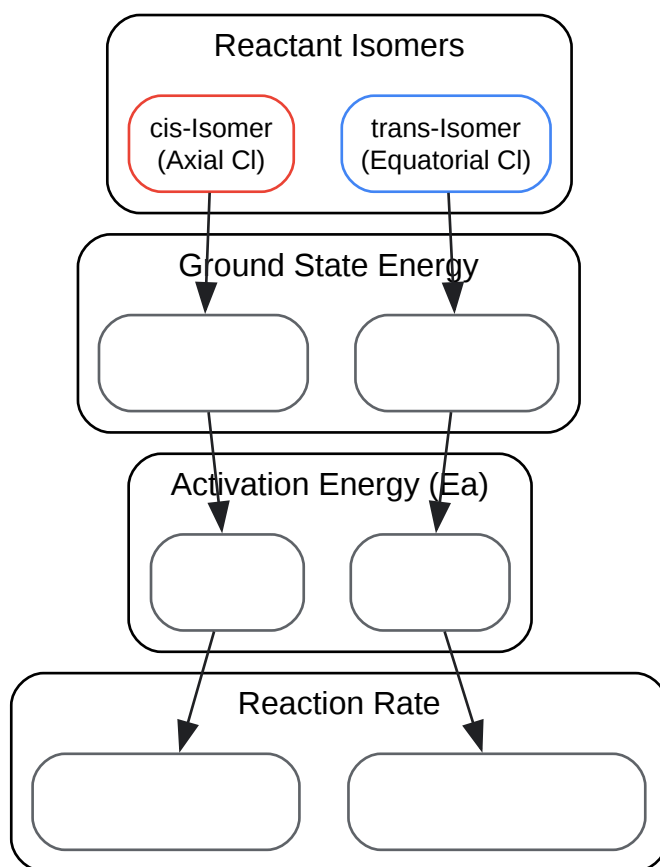 Reactant Isomers
cis-Isomer
(Axial Cl)
trans-Isomer
(Equatorial Cl)
Ground State Energy
Activation Energy (Ea)
Reaction Rate